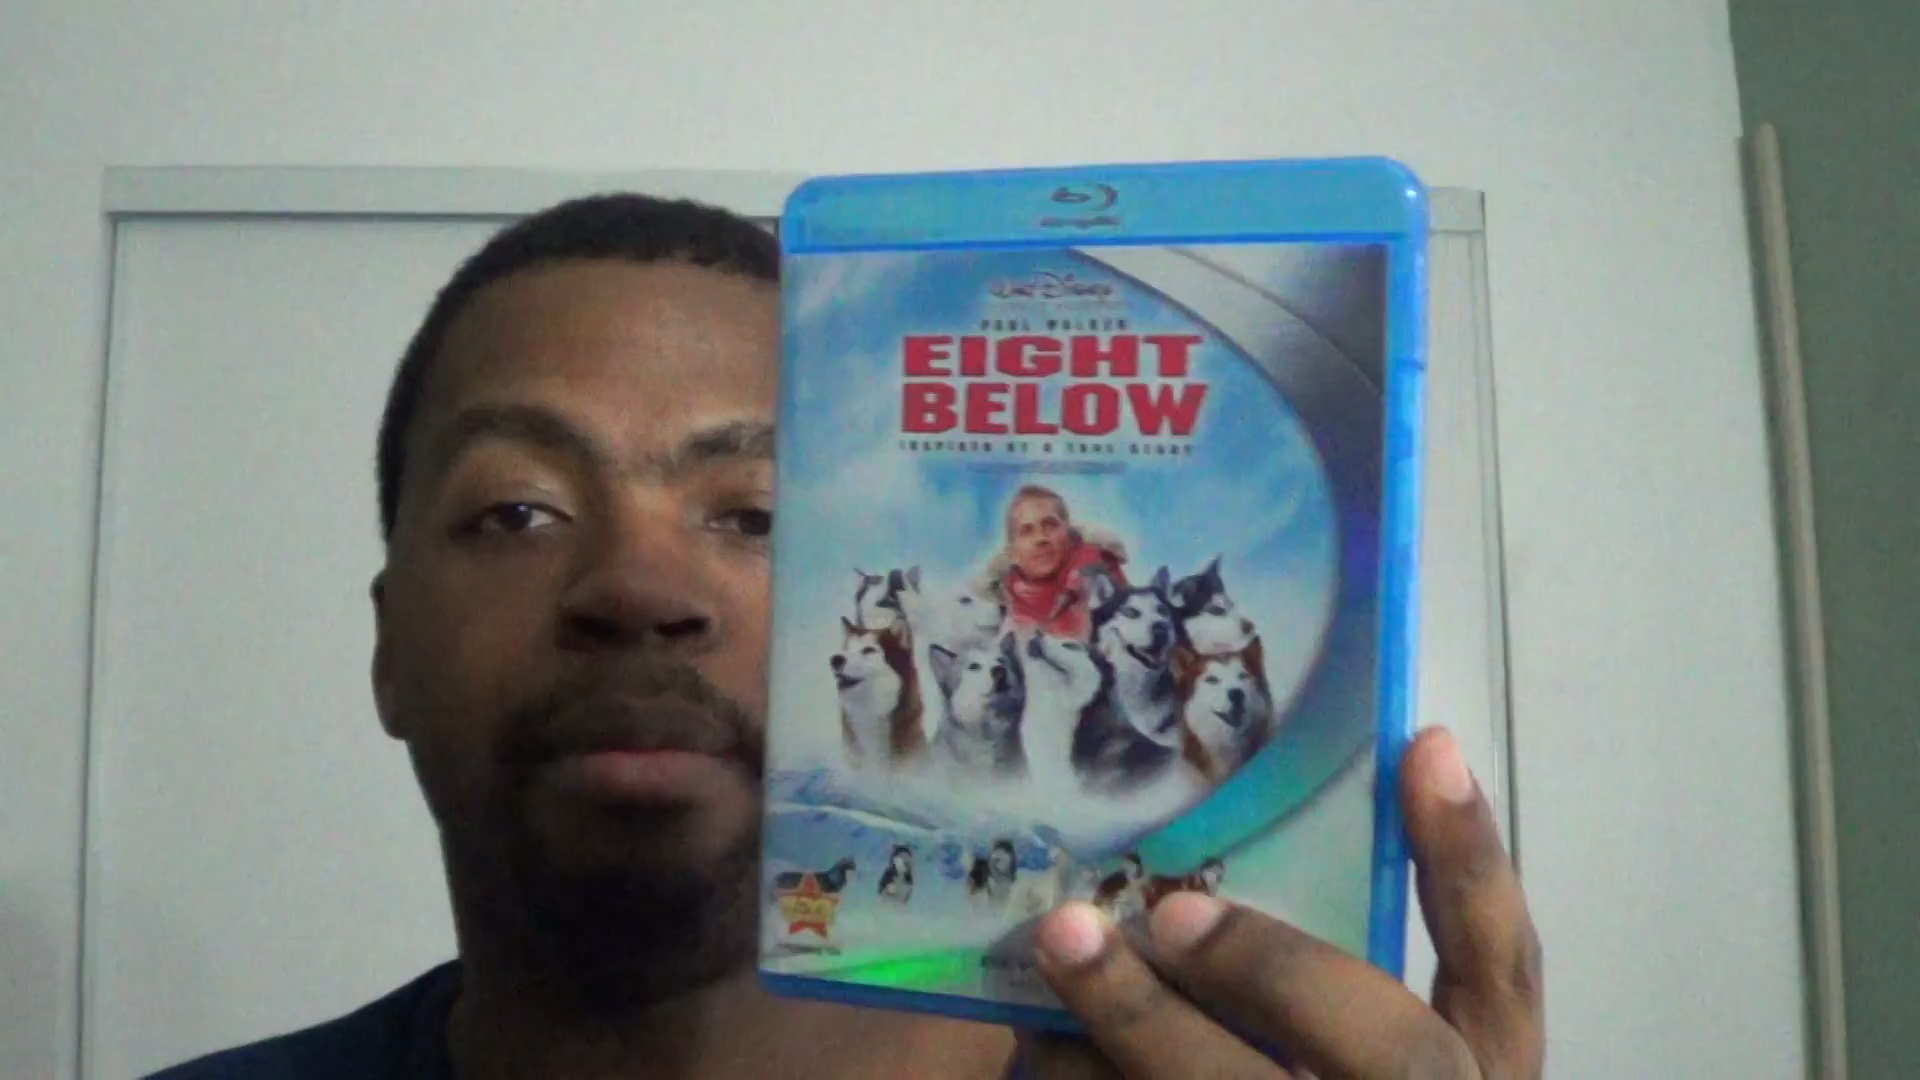 Walt Disney
PAUL WALKER
EIGHT
BELOW
INSPIRED BY A TRUE STORY